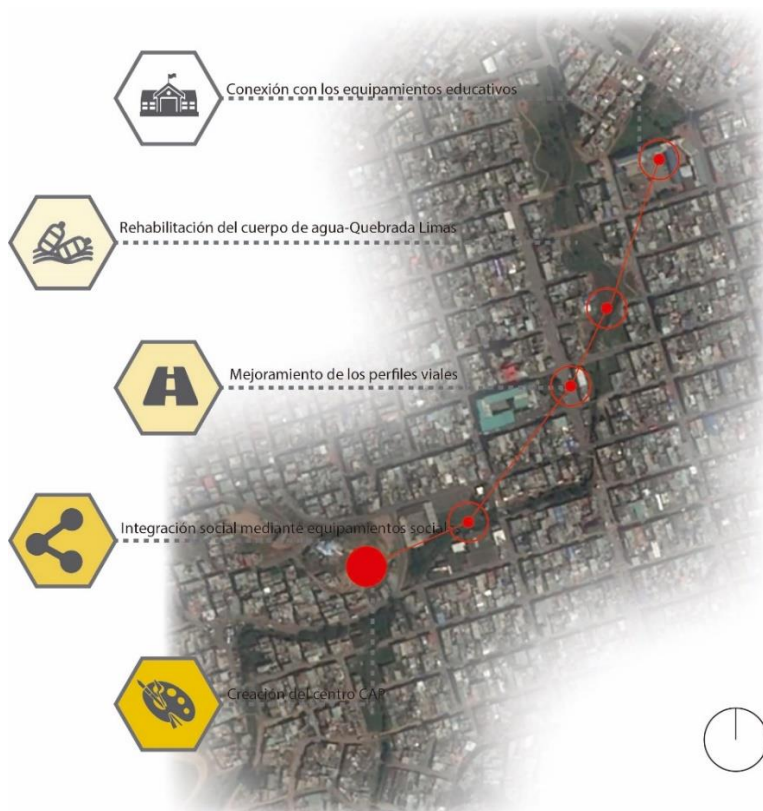 Conexión con los equipamientos educativos
Rehabilitación del cuerpo de agua-Quebrada Limas
Mejoramiento de los perfiles viales
Integración social mediante equipamientos social
Creación del centro CAP